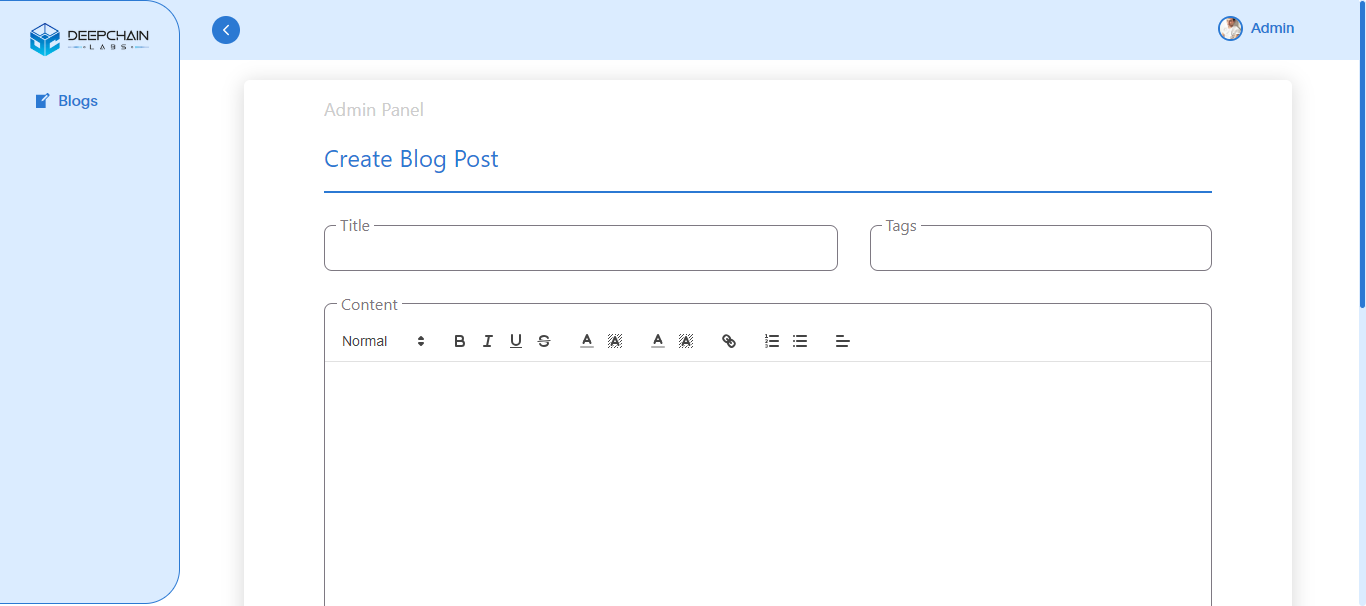 DEEPCHAIN
LABS
Admin
Blogs
Admin Panel
Create Blog Post
Title
Tags
Content
Normal